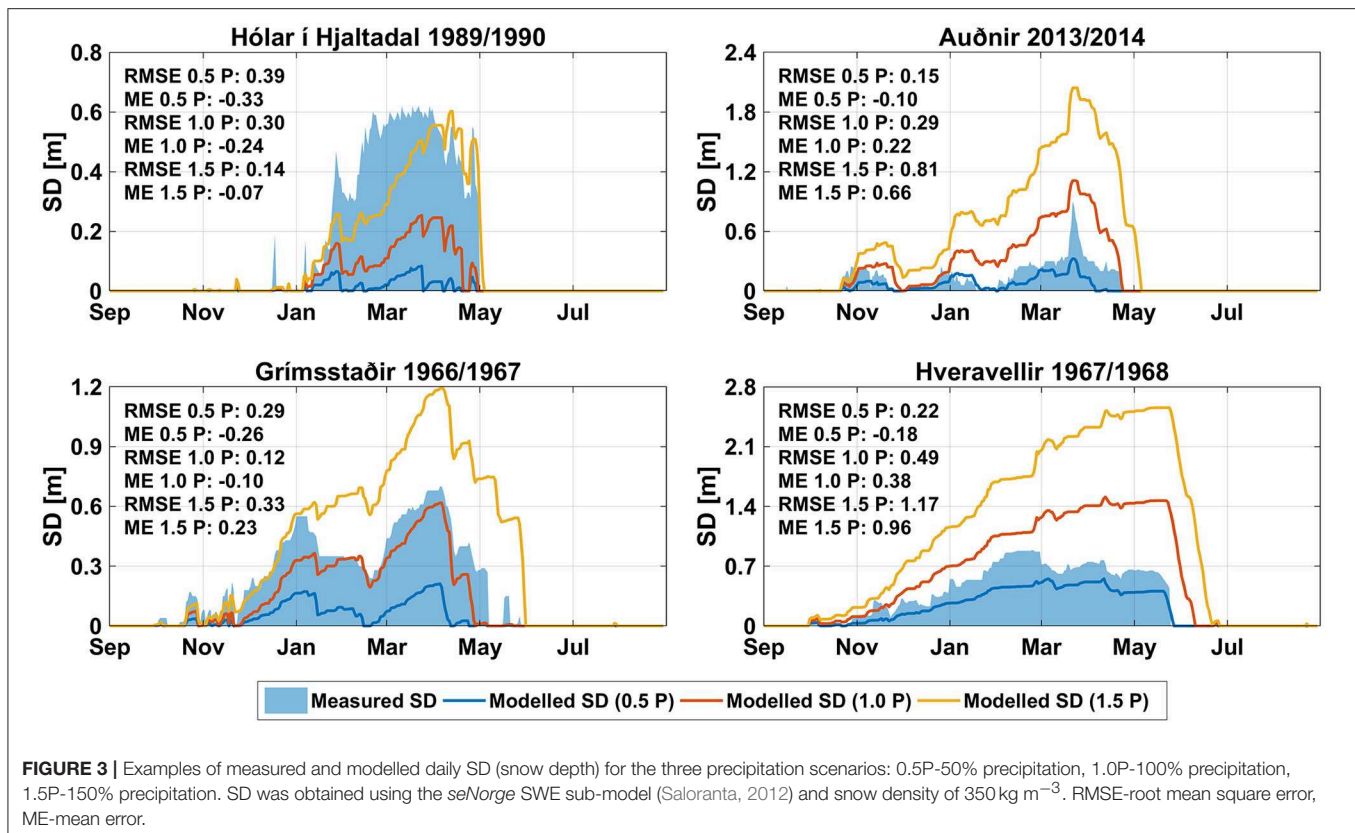 Hólar í Hjaltadal 1989/1990
SD [m]
0.8
0.6
0.4
0.2
0
RMSE 0.5 P: 0.39
ME 0.5 P: -0.33
RMSE 1.0 P: 0.30
ME 1.0 P: -0.24
RMSE 1.5 P: 0.14
ME 1.5 P: -0.07
Sep Nov Jan Mar May Jul
Auðnir 2013/2014
SD [m]
2.4
1.8
1.2
0.6
0
RMSE 0.5 P: 0.15
ME 0.5 P: -0.10
RMSE 1.0 P: 0.29
ME 1.0 P: 0.22
RMSE 1.5 P: 0.81
ME 1.5 P: 0.66
Sep Nov Jan Mar May Jul
Grímsstaðir 1966/1967
SD [m]
1.2
0.9
0.6
0.3
0
RMSE 0.5 P: 0.29
ME 0.5 P: -0.26
RMSE 1.0 P: 0.12
ME 1.0 P: -0.10
RMSE 1.5 P: 0.33
ME 1.5 P: 0.23
Sep Nov Jan Mar May Jul
Hveravellir 1967/1968
SD [m]
2.8
2.1
1.4
0.7
0
RMSE 0.5 P: 0.22
ME 0.5 P: -0.18
RMSE 1.0 P: 0.49
ME 1.0 P: 0.38
RMSE 1.5 P: 1.17
ME 1.5 P: 0.96
Sep Nov Jan Mar May Jul
Measured SD Modelled SD (0.5 P) Modelled SD (1.0 P) Modelled SD (1.5 P)
FIGURE 3 | Examples of measured and modelled daily SD (snow depth) for the three precipitation scenarios: 0.5P-50% precipitation, 1.0P-100% precipitation,
1.5P-150% precipitation. SD was obtained using the seNorge SWE sub-model (Saloranta, 2012) and snow density of 350 kg m⁻³. RMSE-root mean square error,
ME-mean error.